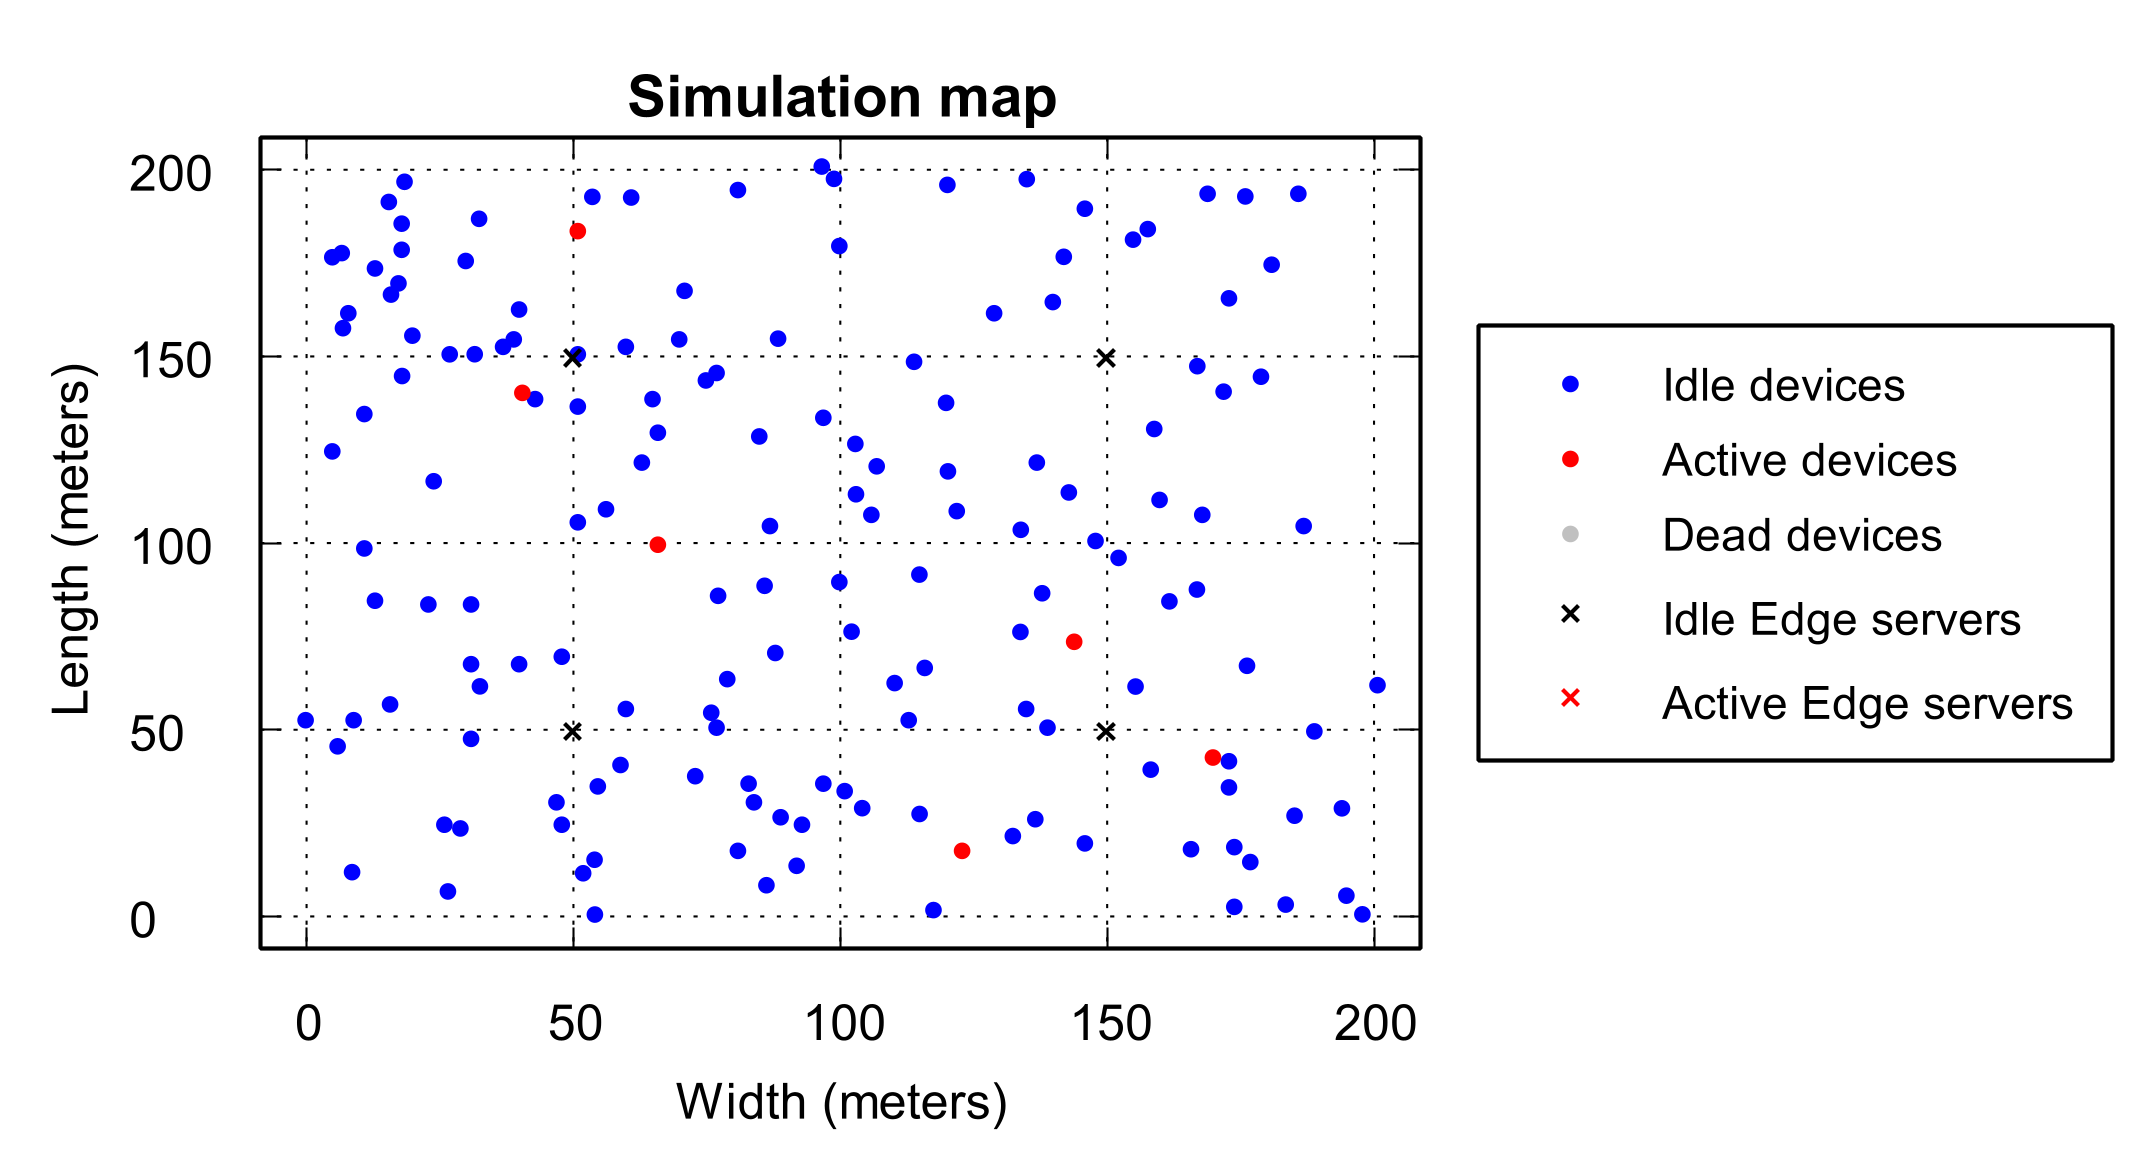 Simulation map
200
150
100
50
0
Length (meters)
0 50 100 150 200
Width (meters)
Idle devices
Active devices
Dead devices
Idle Edge servers
Active Edge servers